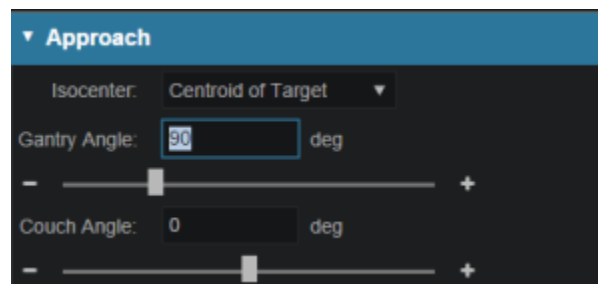 ▼ Approach
Isocenter: Centroid of Target ▼
Gantry Angle: 90 deg
− +
Couch Angle: 0 deg
− +